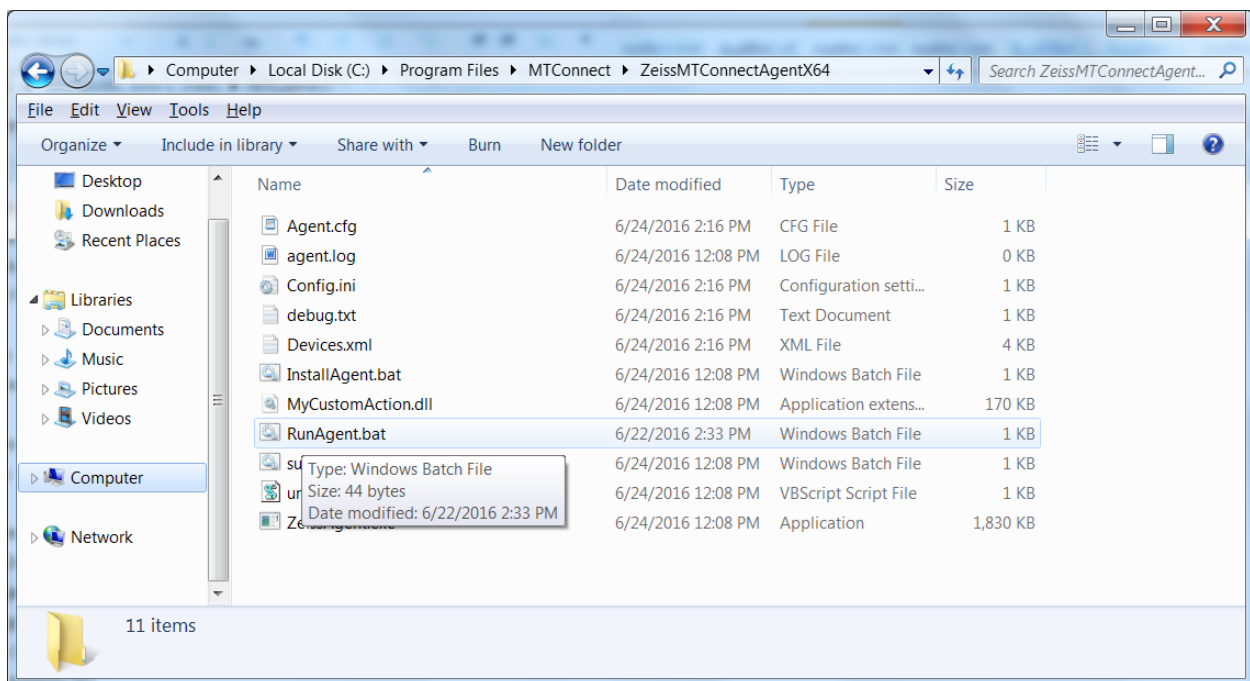 Computer ▸ Local Disk (C:) ▸ Program Files ▸ MTConnect ▸ ZeissMTConnectAgentX64
Search ZeissMTConnectAgent...
File Edit View Tools Help
Organize Include in library Share with Burn New folder
Name Date modified Type Size
Desktop
Downloads
Recent Places
Libraries
Documents
Music
Pictures
Videos
Computer
Network
Agent.cfg 6/24/2016 2:16 PM CFG File 1 KB
agent.log 6/24/2016 12:08 PM LOG File 0 KB
Config.ini 6/24/2016 2:16 PM Configuration setti... 1 KB
debug.txt 6/24/2016 2:16 PM Text Document 1 KB
Devices.xml 6/24/2016 2:16 PM XML File 4 KB
InstallAgent.bat 6/24/2016 12:08 PM Windows Batch File 1 KB
MyCustomAction.dll 6/24/2016 12:08 PM Application extens... 170 KB
RunAgent.bat 6/22/2016 2:33 PM Windows Batch File 1 KB
su 6/24/2016 12:08 PM Windows Batch File 1 KB
6/24/2016 12:08 PM VBScript Script File 1 KB
6/24/2016 12:08 PM Application 1,830 KB
Type: Windows Batch File
Size: 44 bytes
Date modified: 6/22/2016 2:33 PM
11 items